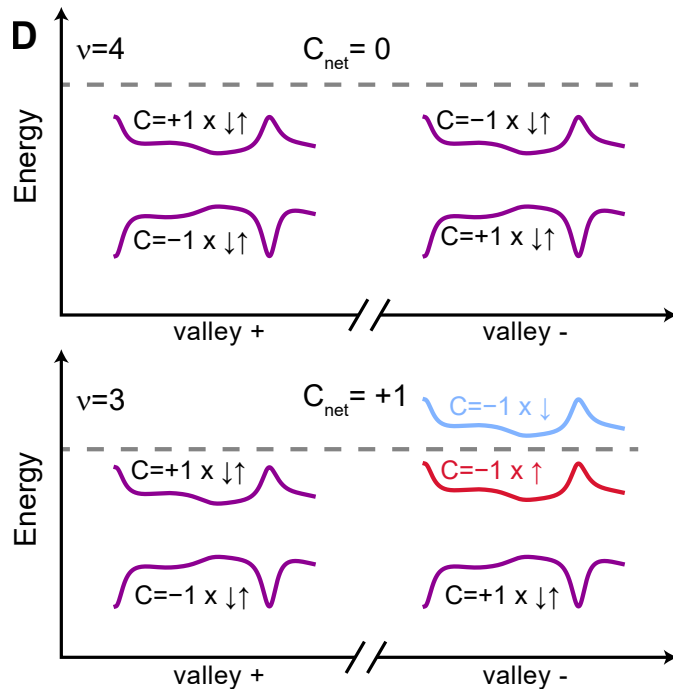 D
ν=4
C_net= 0
C=+1 x ↓↑
C=−1 x ↓↑
C=−1 x ↓↑
C=+1 x ↓↑
Energy
valley +
valley -
ν=3
C_net= +1
C=−1 x ↓
C=+1 x ↓↑
C=−1 x ↑
C=−1 x ↓↑
C=+1 x ↓↑
Energy
valley +
valley -